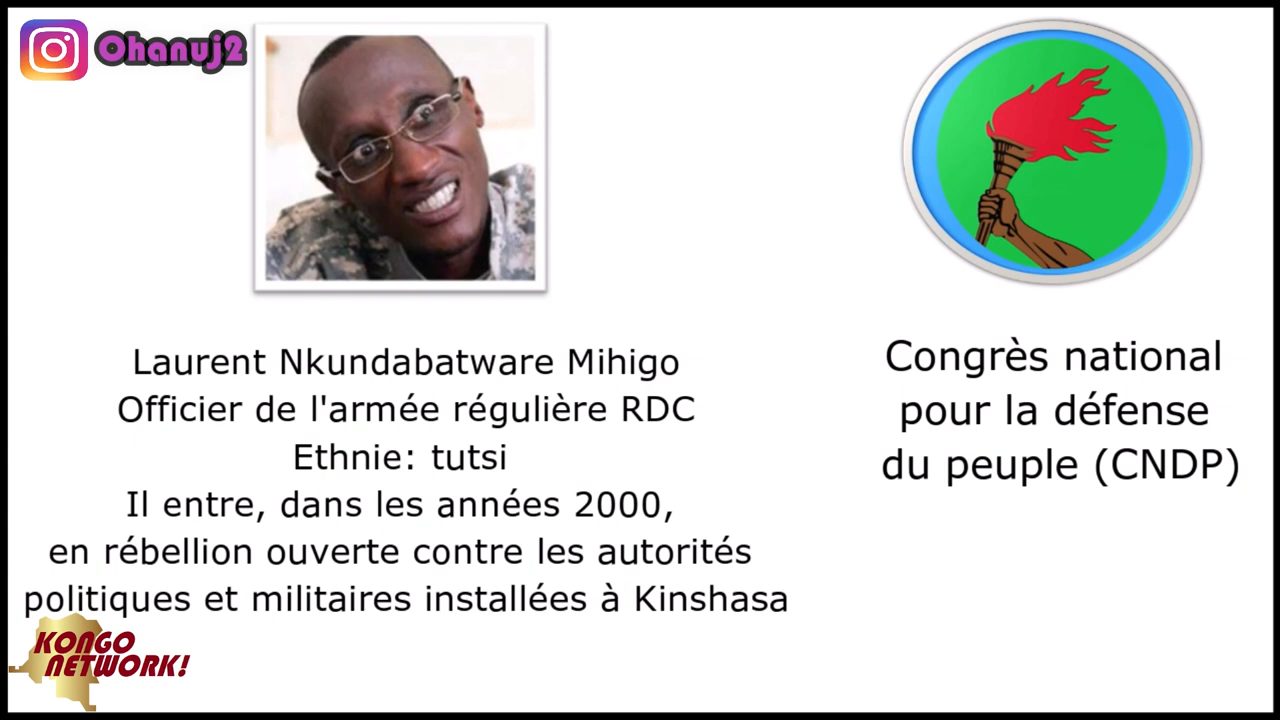 Ohanuj2
Laurent Nkundabatware Mihigo
Officier de l'armée régulière RDC
Ethnie: tutsi
Il entre, dans les années 2000,
en rébellion ouverte contre les autorités
politiques et militaires installées à Kinshasa
Congrès national
pour la défense
du peuple (CNDP)
KONGO
NETWORK!